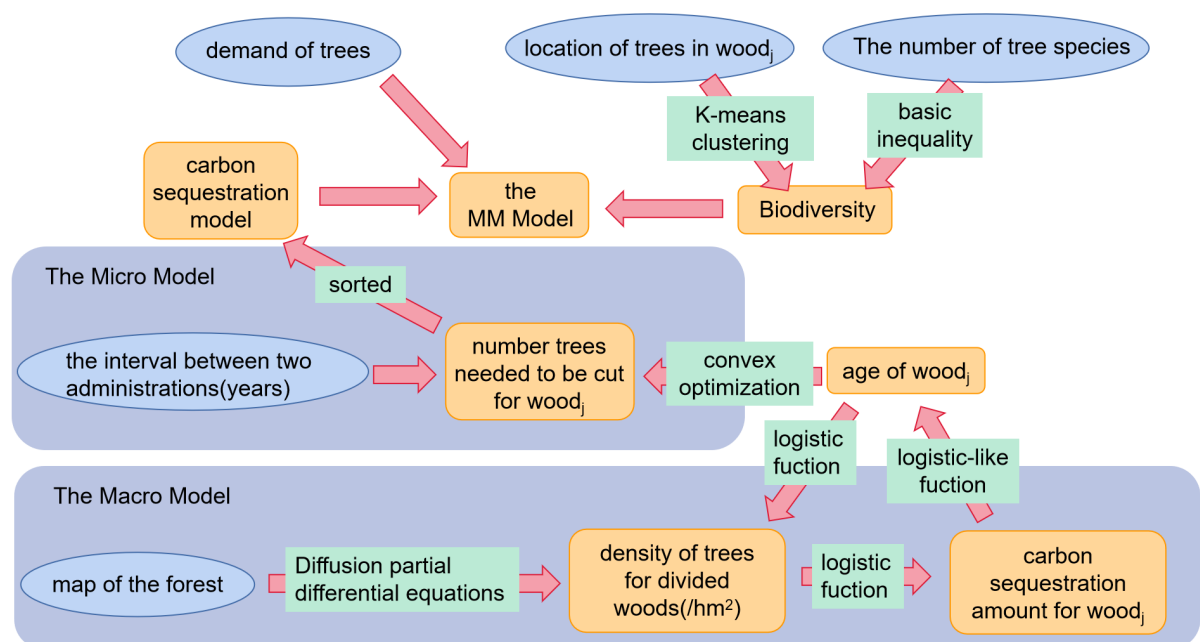 demand of trees
location of trees in woodⱼ
The number of tree species
K-means
clustering
basic
inequality
carbon
sequestration
model
the
MM Model
Biodiversity
The Micro Model
sorted
the interval between two
administrations(years)
number trees
needed to be cut
for woodⱼ
convex
optimization
age of woodⱼ
logistic
fuction
logistic-like
fuction
The Macro Model
map of the forest
Diffusion partial
differential equations
density of trees
for divided
woods(/hm²)
logistic
fuction
carbon
sequestration
amount for woodⱼ